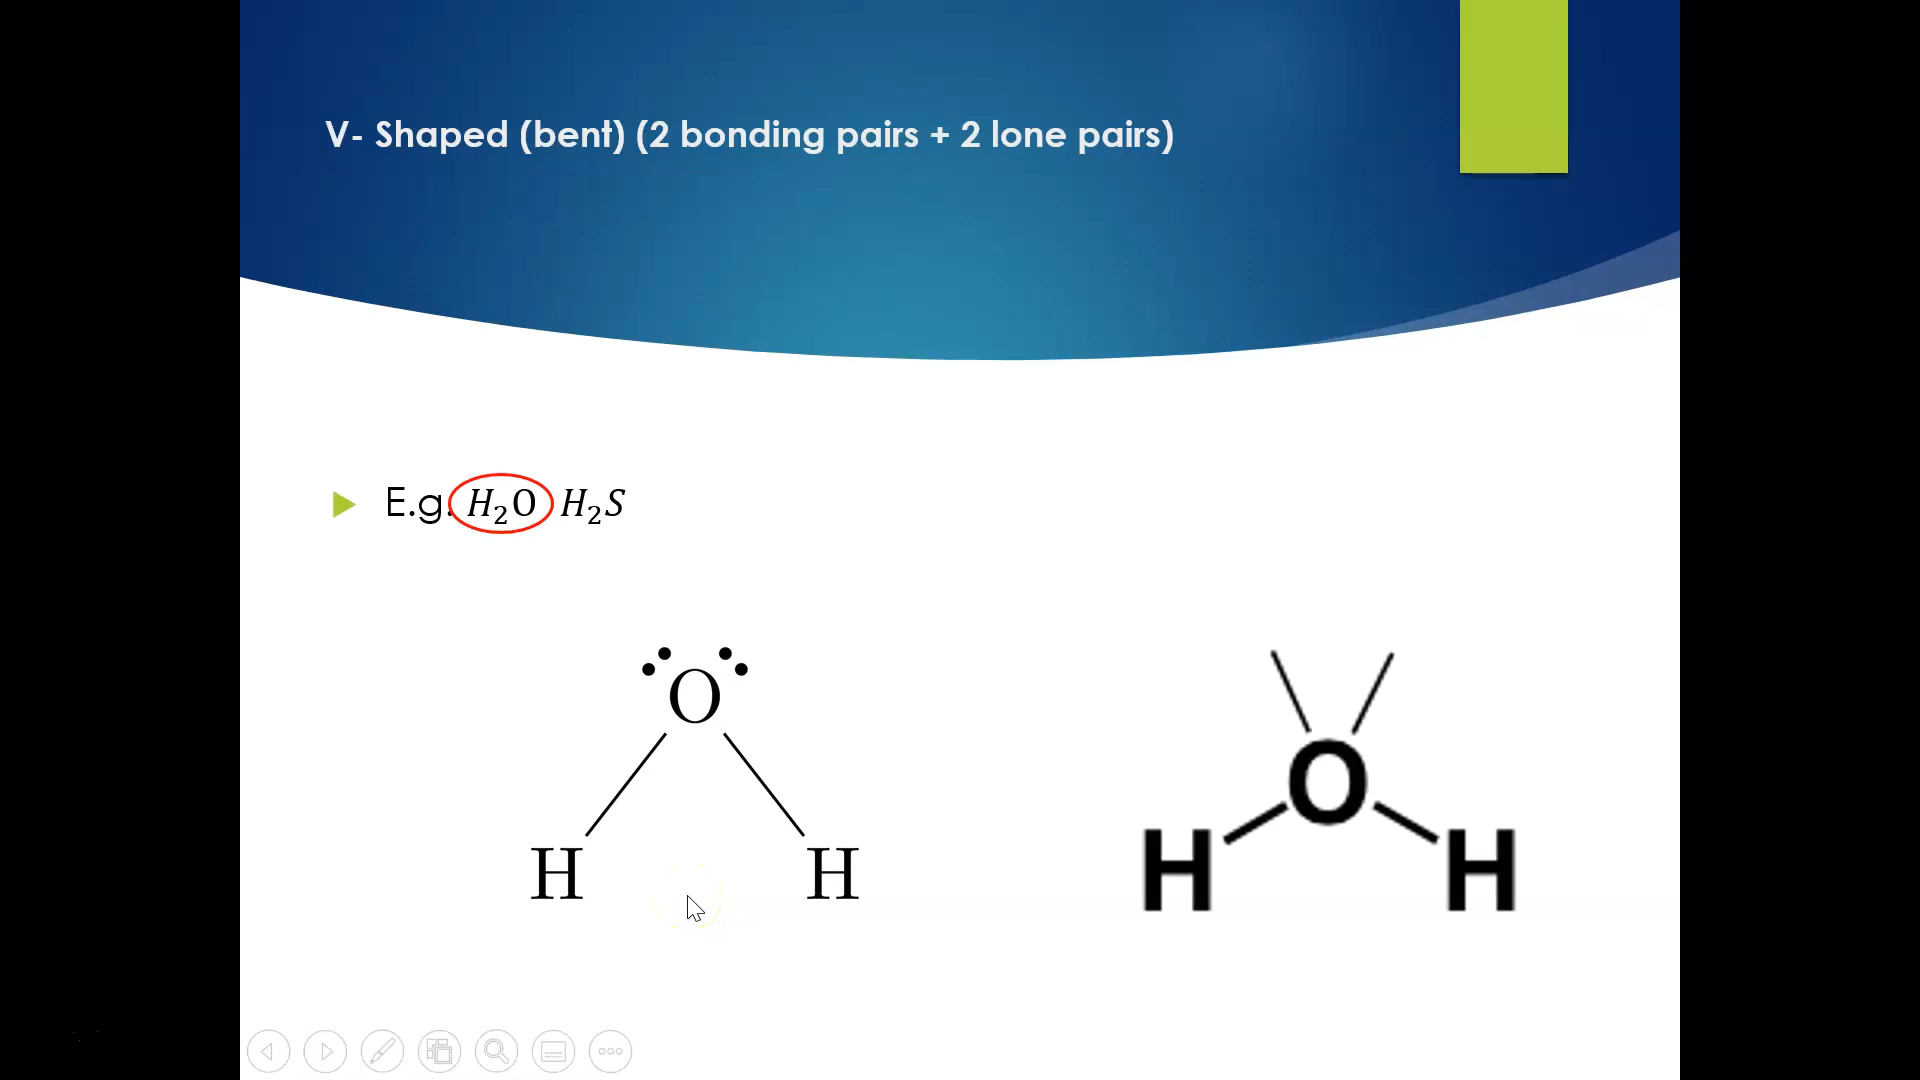 V- Shaped (bent) (2 bonding pairs + 2 lone pairs)
E.g. H₂O H₂S
O
H H
O
H H